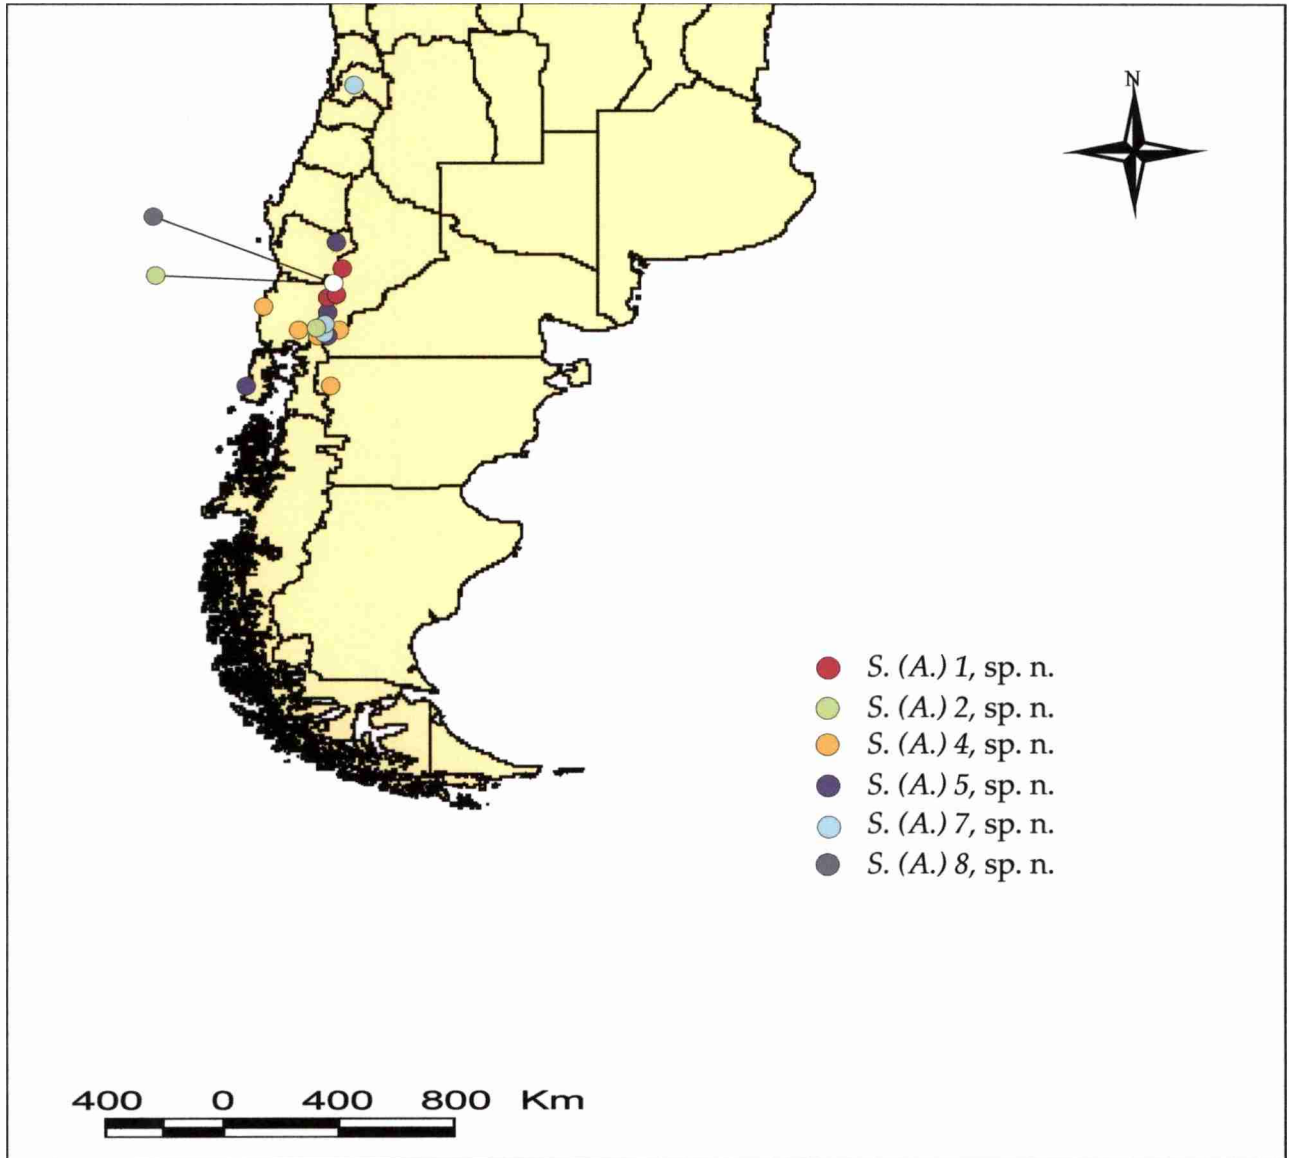 N
S. (A.) 1, sp. n.
S. (A.) 2, sp. n.
S. (A.) 4, sp. n.
S. (A.) 5, sp. n.
S. (A.) 7, sp. n.
S. (A.) 8, sp. n.
400 0 400 800 Km